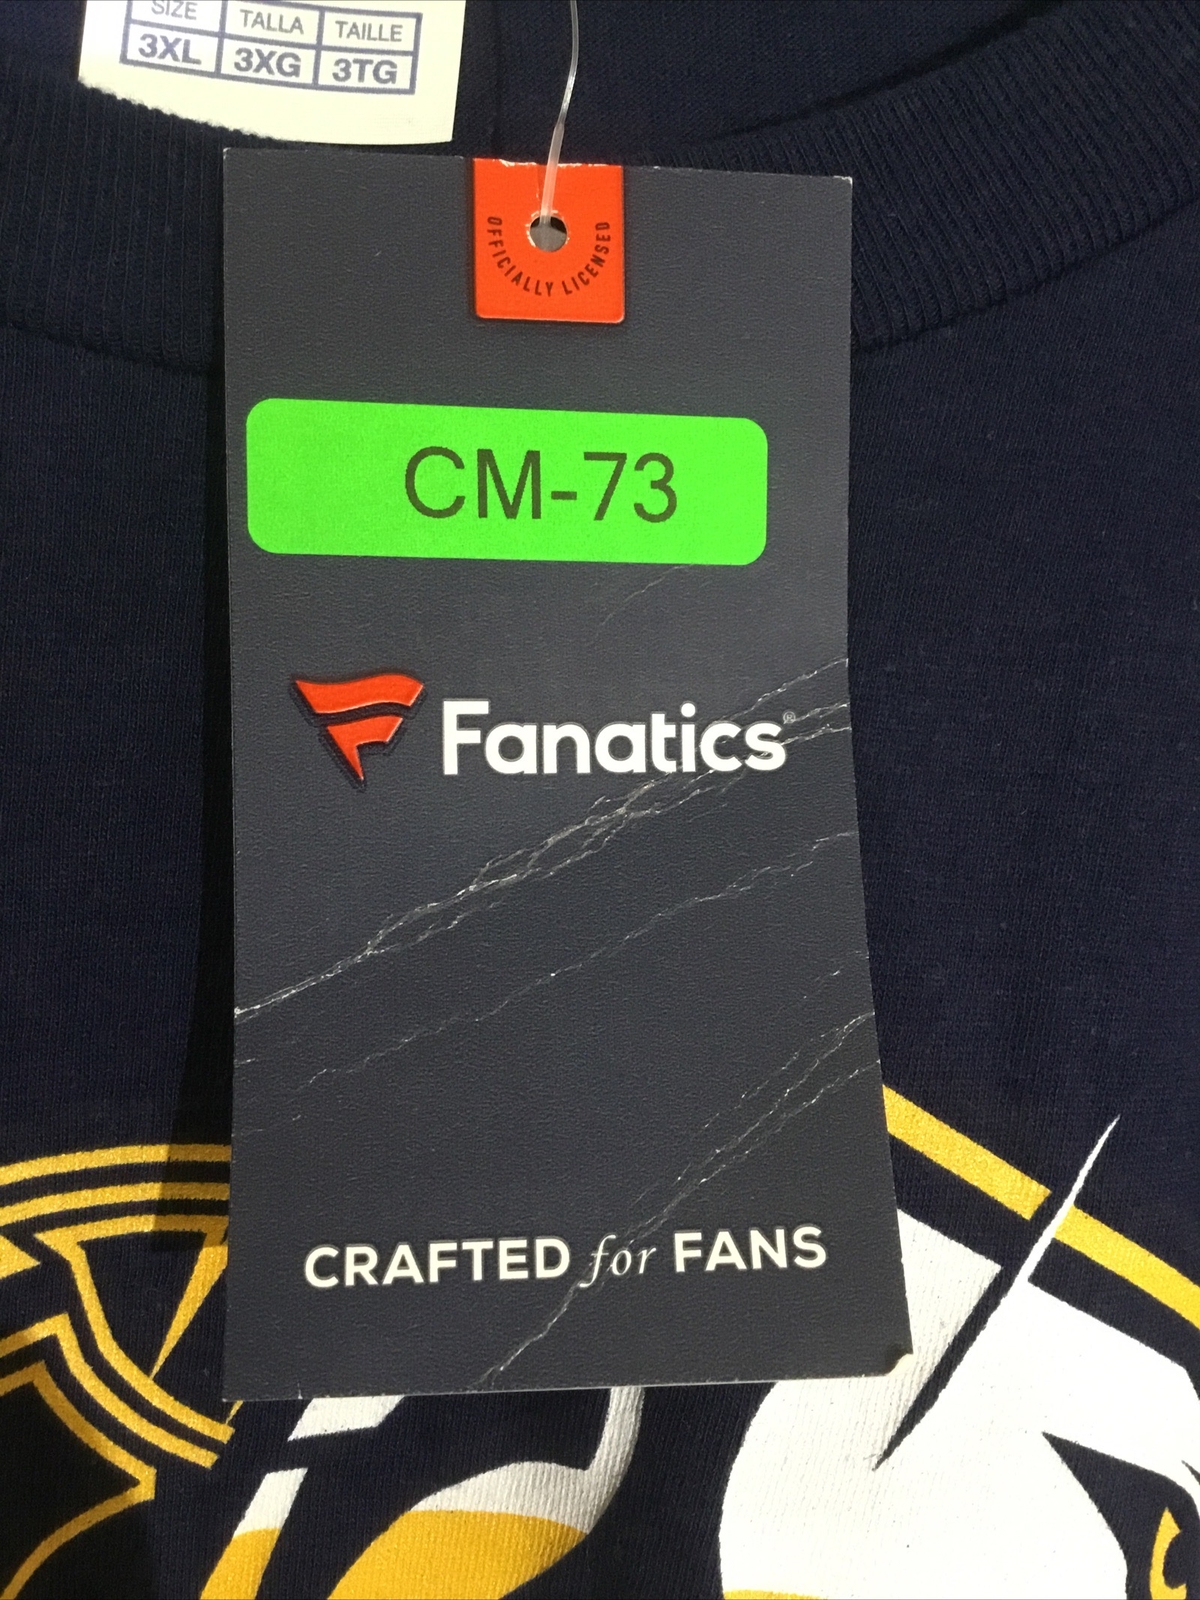 SIZE TALLA TAILLE
3XL 3XG 3TG
OFFICIALLY LICENSED
CM-73
Fanatics®
CRAFTED for FANS